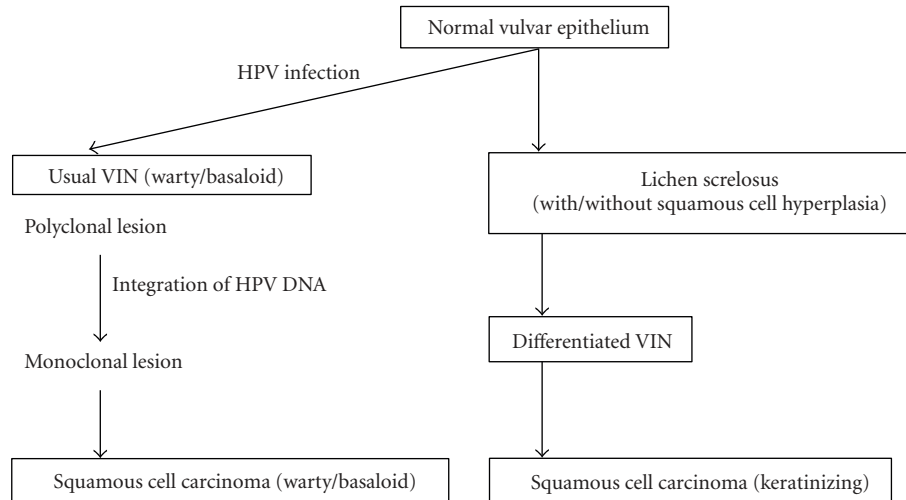 Normal vulvar epithelium
HPV infection
Usual VIN (warty/basaloid)
Polyclonal lesion
Integration of HPV DNA
Monoclonal lesion
Squamous cell carcinoma (warty/basaloid)
Lichen screlosus
(with/without squamous cell hyperplasia)
Differentiated VIN
Squamous cell carcinoma (keratinizing)